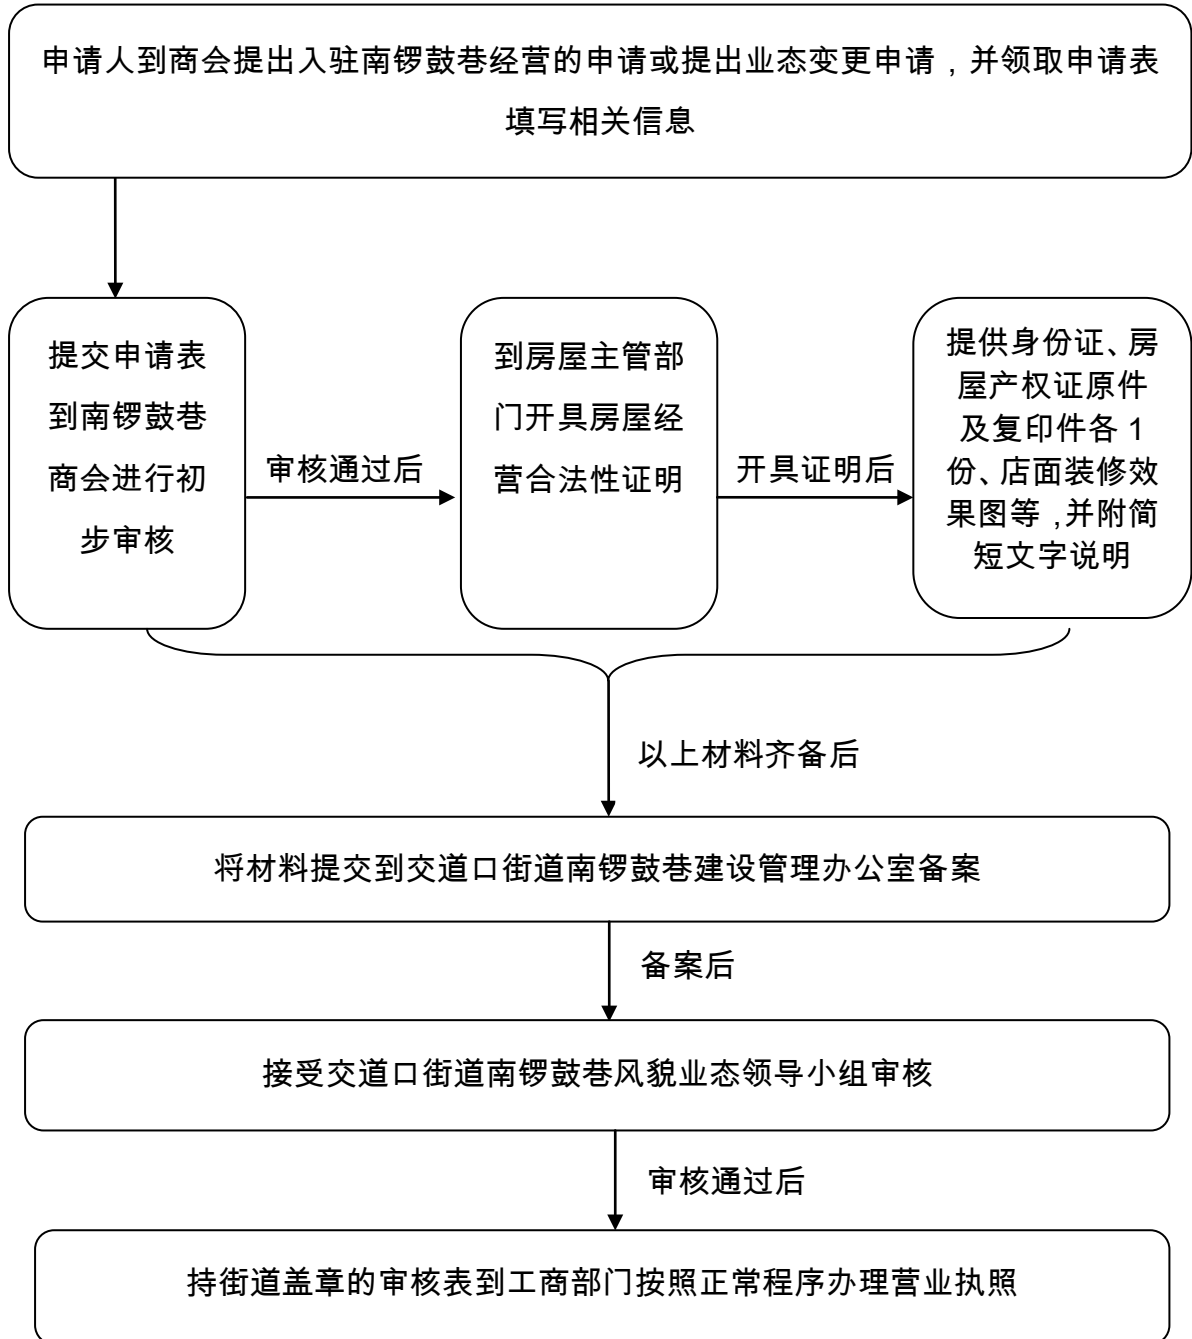 申请人到商会提出入驻南锣鼓巷经营的申请或提出业态变更申请，并领取申请表
填写相关信息
提交申请表
到南锣鼓巷
商会进行初
步审核
审核通过后
到房屋主管部
门开具房屋经
营合法性证明
开具证明后
提供身份证、房
屋产权证原件
及复印件各 1
份、店面装修效
果图等，并附简
短文字说明
以上材料齐备后
将材料提交到交道口街道南锣鼓巷建设管理办公室备案
备案后
接受交道口街道南锣鼓巷风貌业态领导小组审核
审核通过后
持街道盖章的审核表到工商部门按照正常程序办理营业执照